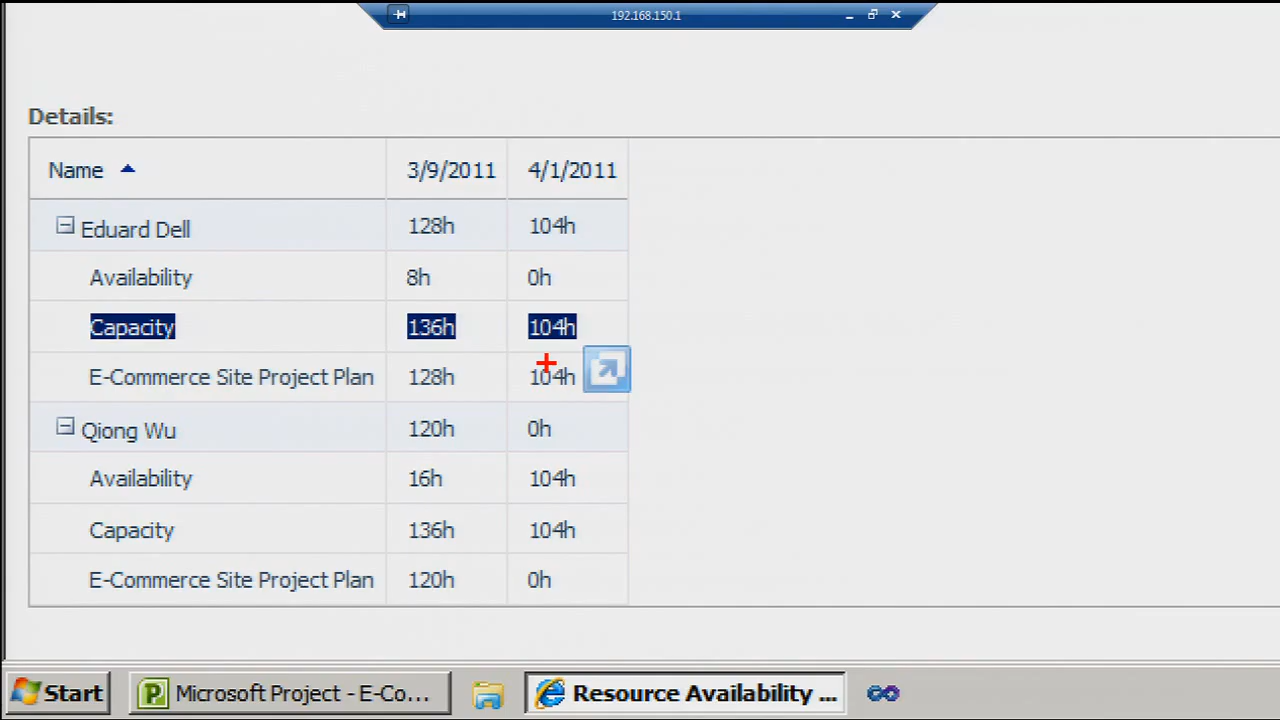 192.168.150.1
Details:
Name 3/9/2011 4/1/2011
Eduard Dell 128h 104h
Availability 8h 0h
Capacity 136h 104h
E-Commerce Site Project Plan 128h 104h
Qiong Wu 120h 0h
Availability 16h 104h
Capacity 136h 104h
E-Commerce Site Project Plan 120h 0h
Start Microsoft Project - E-Co... Resource Availability ...